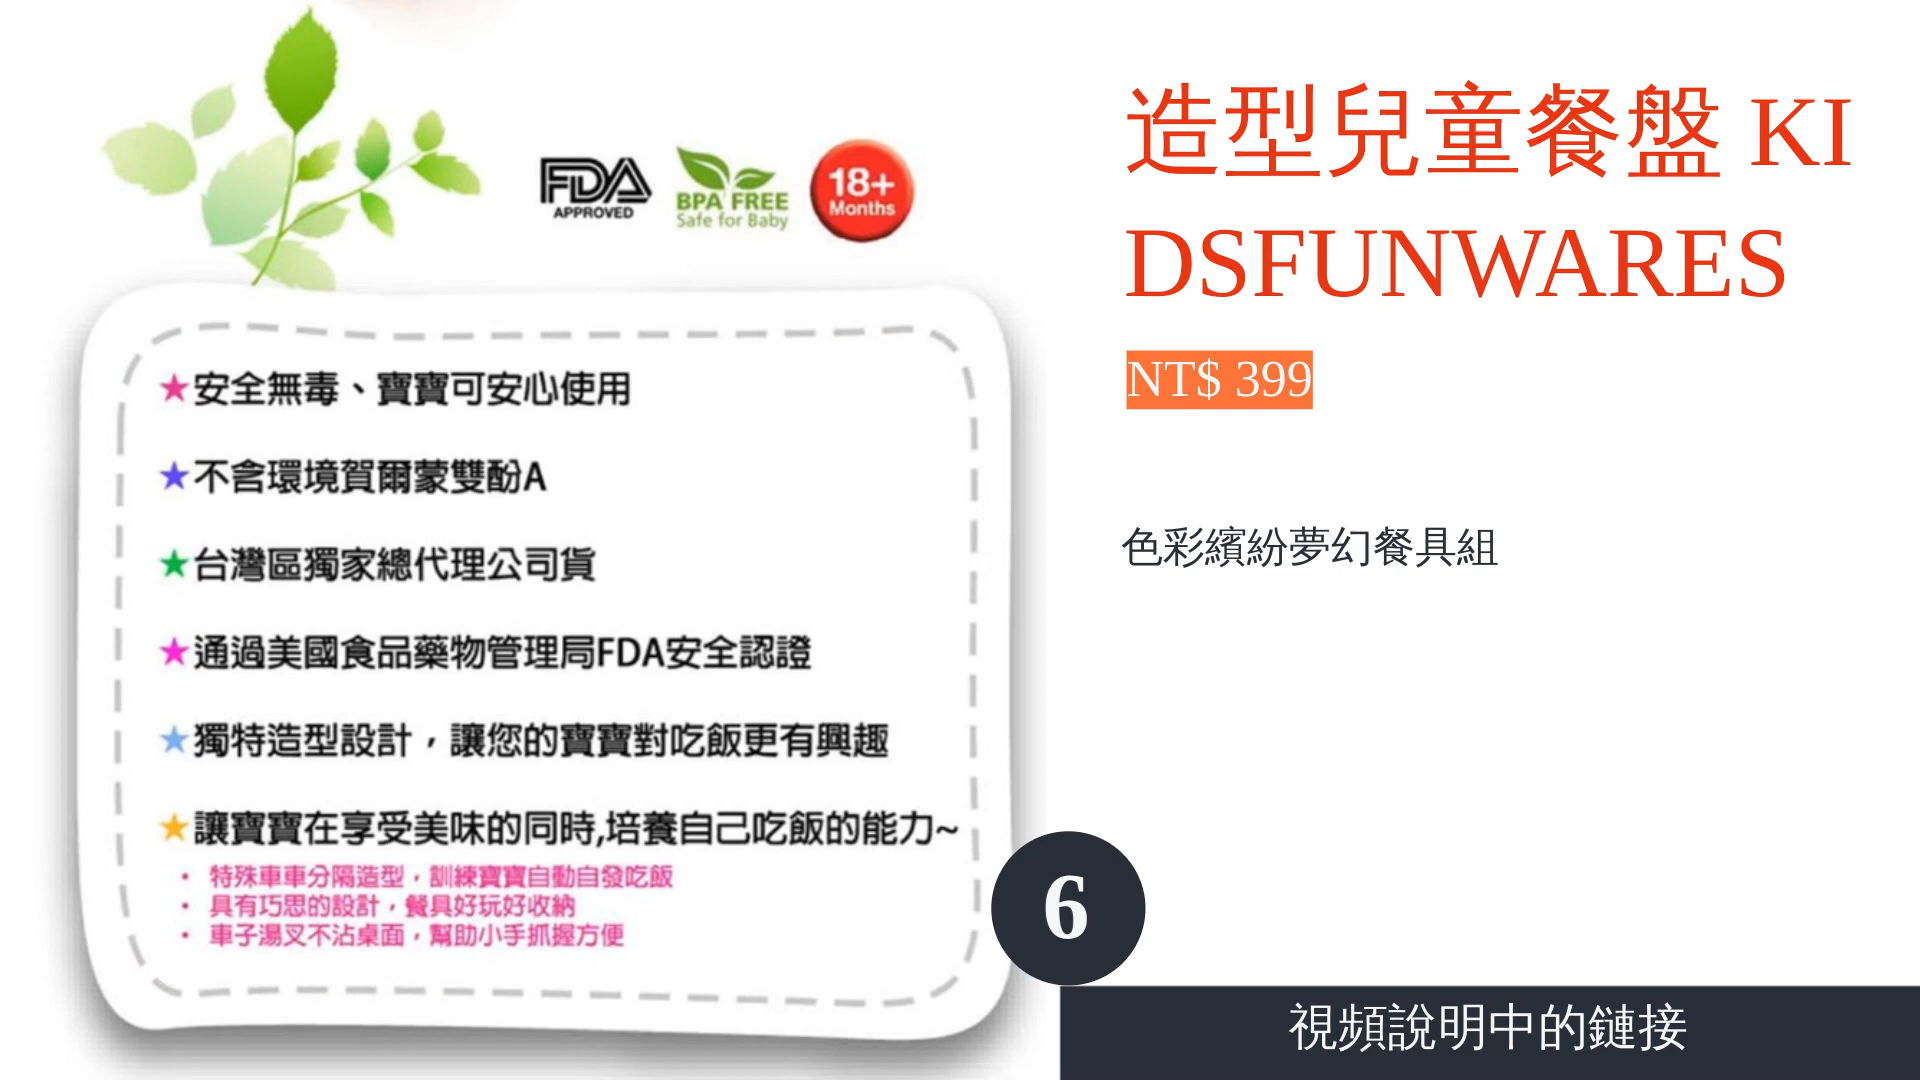 FDA
APPROVED
BPA FREE
Safe for Baby
18+
Months
★安全無毒、寶寶可安心使用
★不含環境賀爾蒙雙酚A
★台灣區獨家總代理公司貨
★通過美國食品藥物管理局FDA安全認證
★獨特造型設計，讓您的寶寶對吃飯更有興趣
★讓寶寶在享受美味的同時,培養自己吃飯的能力~
• 特殊車車分隔造型，訓練寶寶自動自發吃飯
• 具有巧思的設計，餐具好玩好收納
• 車子湯叉不沾桌面，幫助小手抓握方便
造型兒童餐盤 KI
DSFUNWARES
NT$ 399
色彩繽紛夢幻餐具組
6
視頻說明中的鏈接